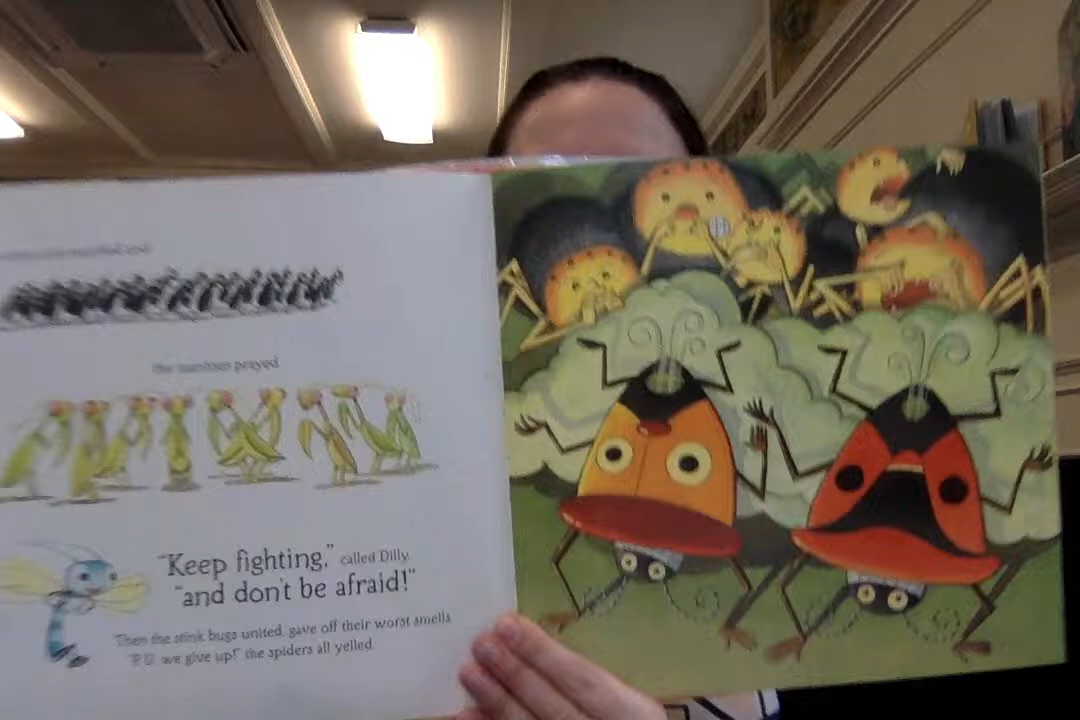 and
the mantises prayed
"Keep fighting," called Dilly,
"and don't be afraid!"
Then the stink bugs united, gave off their worst smells
"P.U. we give up!" the spiders all yelled.